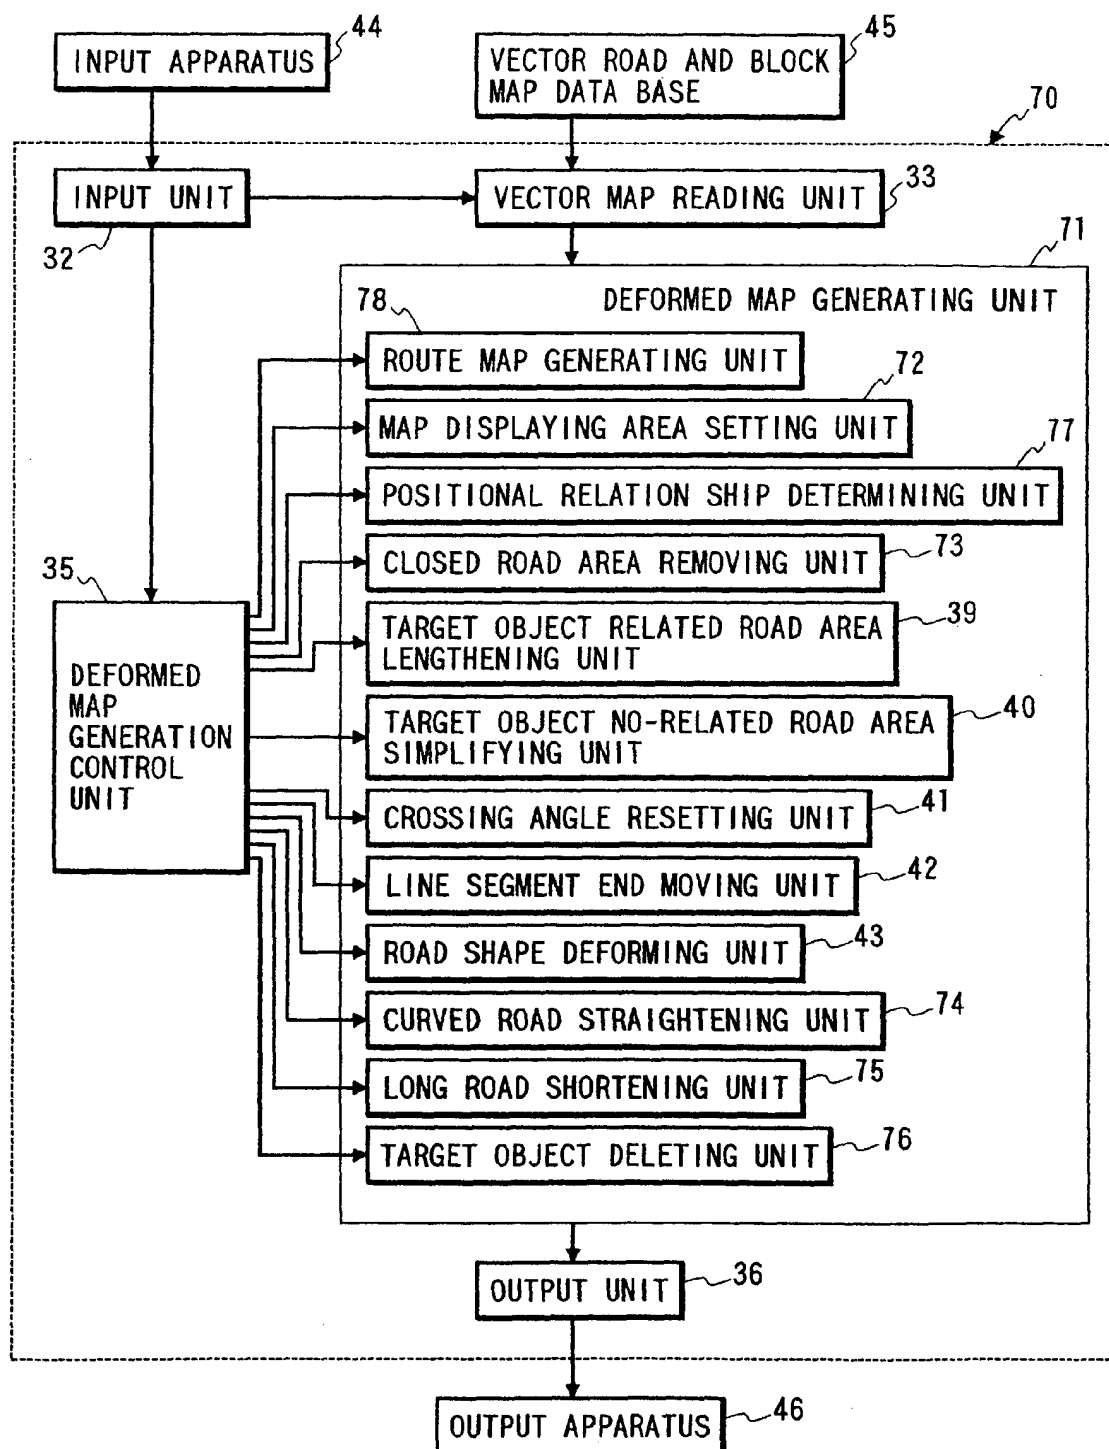 44
45
INPUT APPARATUS
VECTOR ROAD AND BLOCK
MAP DATA BASE
70
INPUT UNIT
VECTOR MAP READING UNIT
33
32
71
DEFORMED MAP GENERATING UNIT
78
ROUTE MAP GENERATING UNIT
72
MAP DISPLAYING AREA SETTING UNIT
77
POSITIONAL RELATION SHIP DETERMINING UNIT
73
CLOSED ROAD AREA REMOVING UNIT
35
39
TARGET OBJECT RELATED ROAD AREA
LENGTHENING UNIT
DEFORMED
MAP
GENERATION
CONTROL
UNIT
40
TARGET OBJECT NO-RELATED ROAD AREA
SIMPLIFYING UNIT
41
CROSSING ANGLE RESETTING UNIT
42
LINE SEGMENT END MOVING UNIT
43
ROAD SHAPE DEFORMING UNIT
74
CURVED ROAD STRAIGHTENING UNIT
75
LONG ROAD SHORTENING UNIT
76
TARGET OBJECT DELETING UNIT
36
OUTPUT UNIT
46
OUTPUT APPARATUS